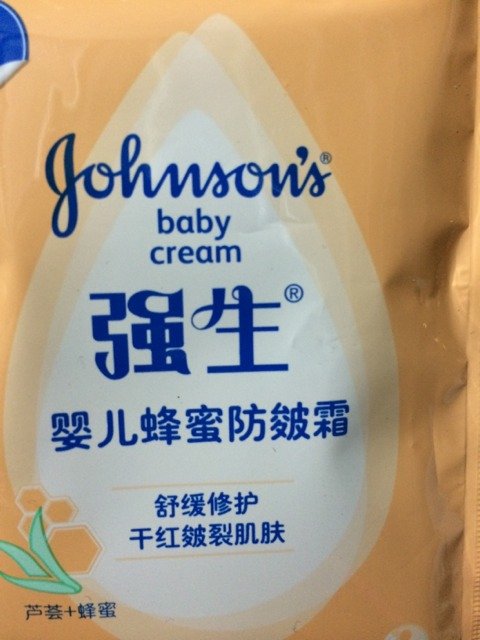 Johnson's®
baby
cream
强生®
婴儿蜂蜜防皴霜
舒缓修护
干红皴裂肌肤
芦荟+蜂蜜